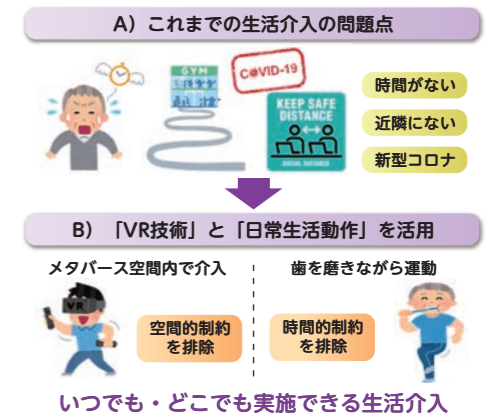 A）これまでの生活介入の問題点
GYM
COVID-19
KEEP SAFE
DISTANCE
SOCIAL DISTANCE
時間がない
近隣にない
新型コロナ
B）「VR技術」と「日常生活動作」を活用
メタバース空間内で介入
歯を磨きながら運動
VR
空間的制約
を排除
時間的制約
を排除
いつでも・どこでも実施できる生活介入